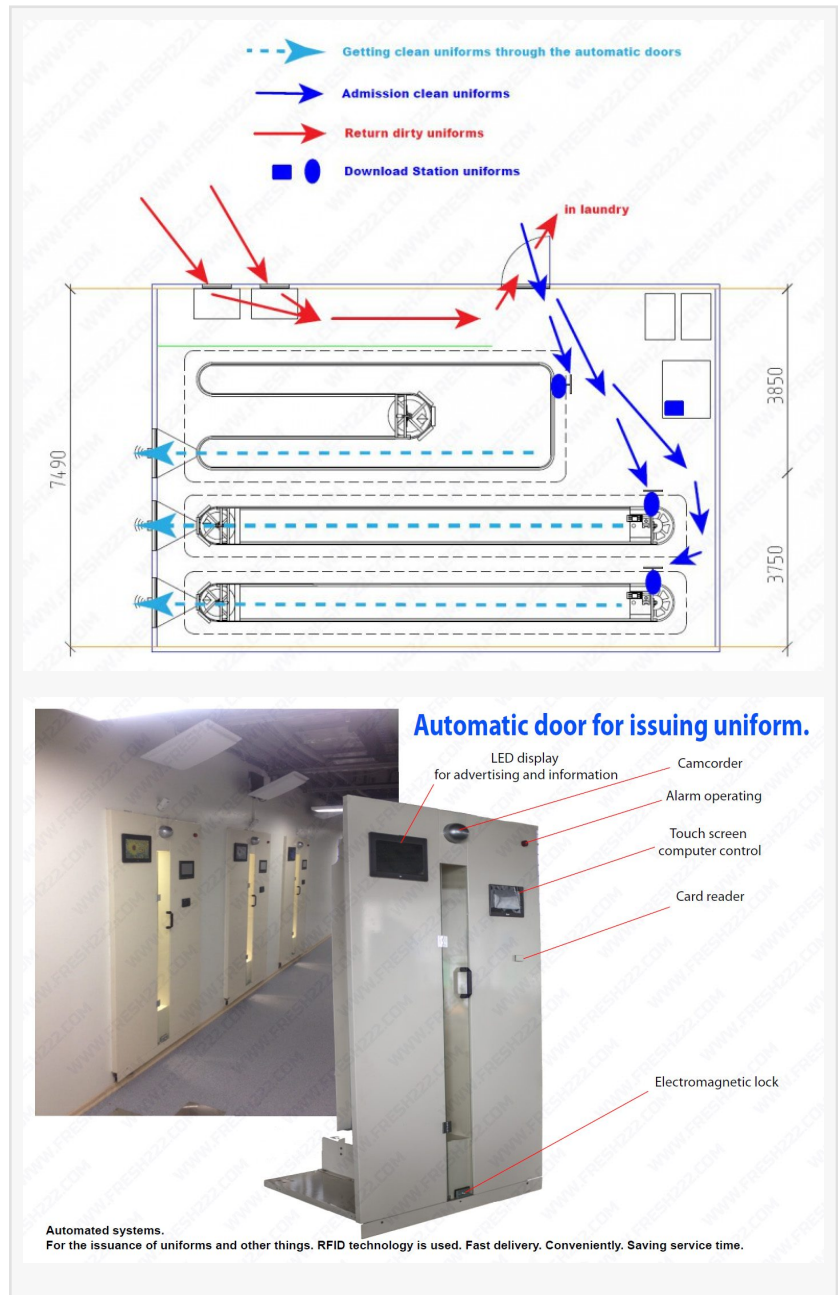 Getting clean uniforms through the automatic doors
Admission clean uniforms
Return dirty uniforms
Download Station uniforms
in laundry
7490
3850
3750
Automatic door for issuing uniform.
LED display
for advertising and information
Camcorder
Alarm operating
Touch screen
computer control
Card reader
Electromagnetic lock
Automated systems.
For the issuance of uniforms and other things. RFID technology is used. Fast delivery. Conveniently. Saving service time.
WWW.FRESH222.COM